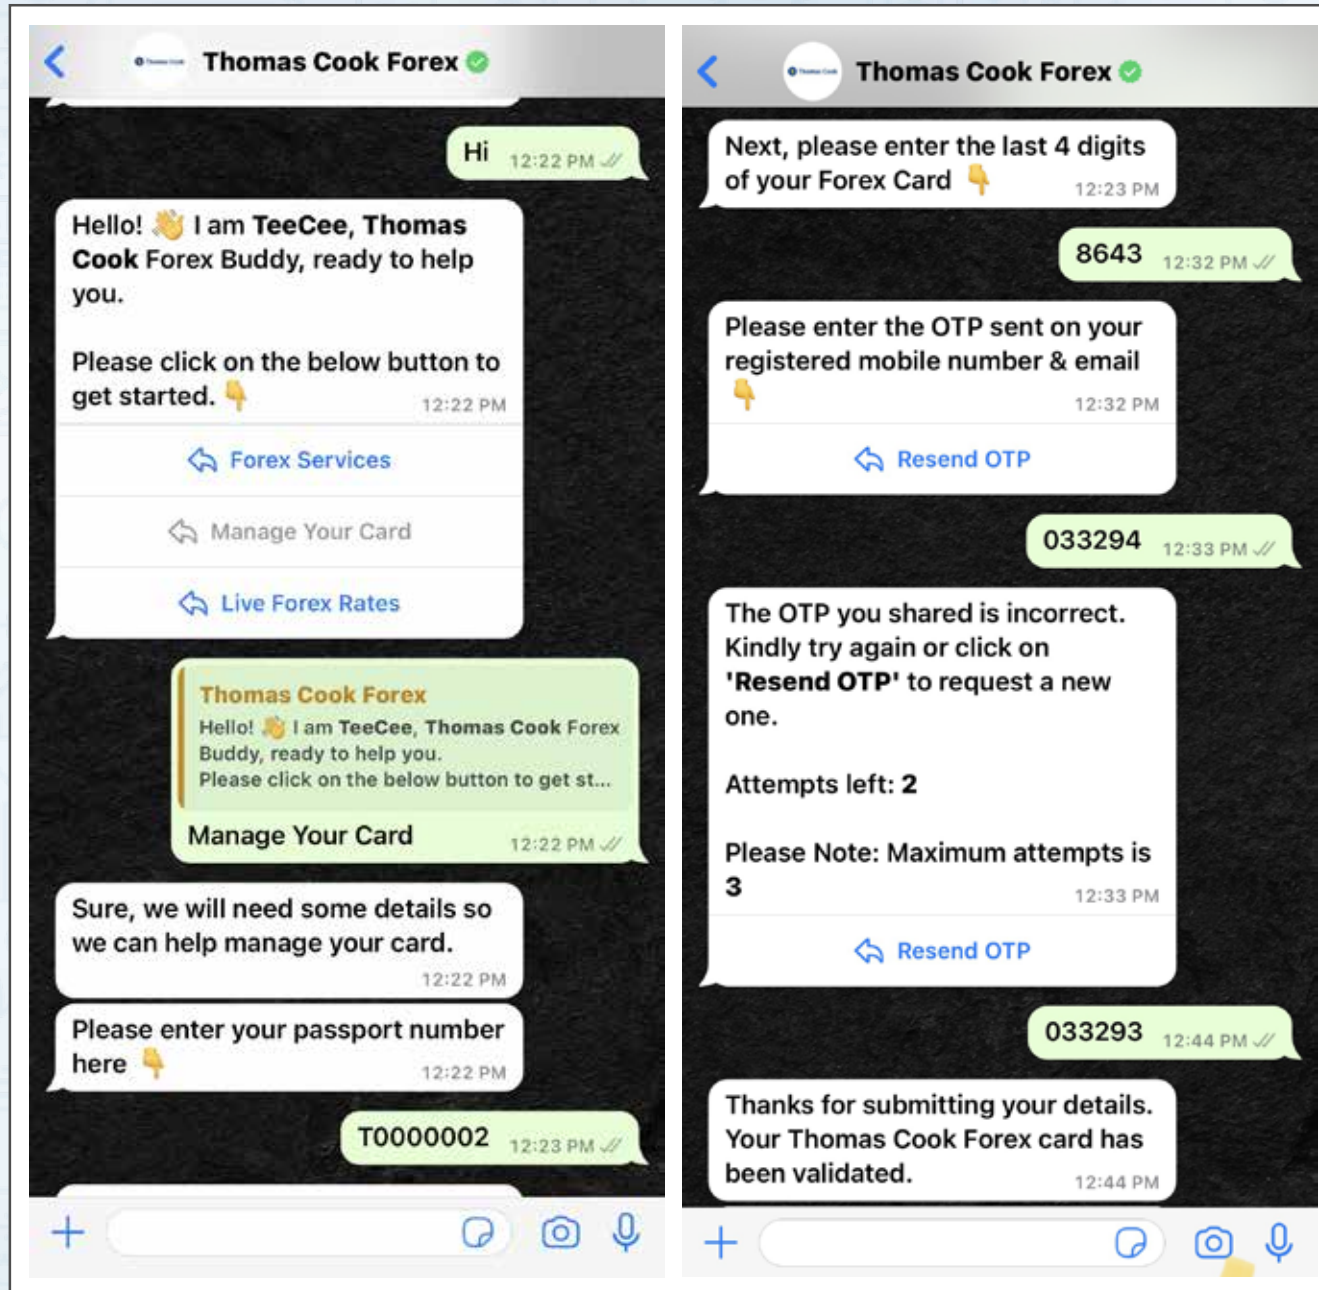 Thomas Cook Forex
Hi 12:22 PM
Hello! 👋 I am TeeCee, Thomas
Cook Forex Buddy, ready to help
you.
Please click on the below button to
get started. 👇 12:22 PM
Forex Services
Manage Your Card
Live Forex Rates
Thomas Cook Forex
Hello! 👋 I am TeeCee, Thomas Cook Forex
Buddy, ready to help you.
Please click on the below button to get st...
Manage Your Card 12:22 PM
Sure, we will need some details so
we can help manage your card.
12:22 PM
Please enter your passport number
here 👇 12:22 PM
T0000002 12:23 PM
Thomas Cook
Thomas Cook Forex
Next, please enter the last 4 digits
of your Forex Card 👇 12:23 PM
8643 12:32 PM
Please enter the OTP sent on your
registered mobile number & email
👇 12:32 PM
Resend OTP
033294 12:33 PM
The OTP you shared is incorrect.
Kindly try again or click on
'Resend OTP' to request a new
one.
Attempts left: 2
Please Note: Maximum attempts is
3 12:33 PM
Resend OTP
033293 12:44 PM
Thanks for submitting your details.
Your Thomas Cook Forex card has
been validated. 12:44 PM